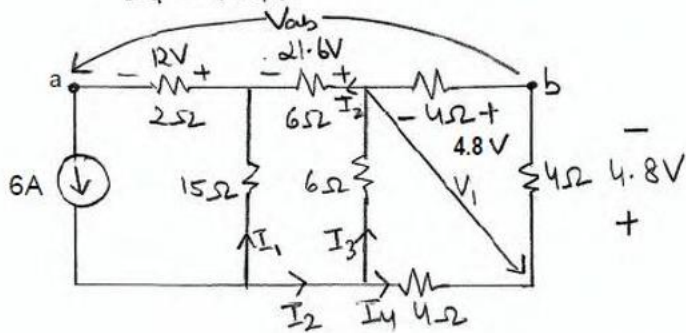 Vab
12V 21.6V
a - + - + b
2Ω 6Ω I2 - 4Ω +
4.8 V
6A 15Ω 6Ω V1 4Ω - 4.8V +
I1 I3
I2 I4 4Ω